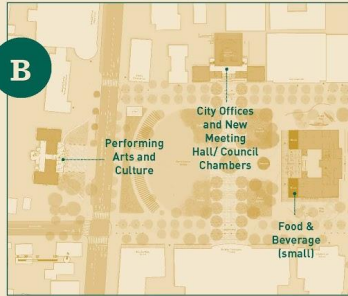 B
City Offices
and New
Meeting
Hall/ Council
Chambers
Performing
Arts and
Culture
Food &
Beverage
(small)